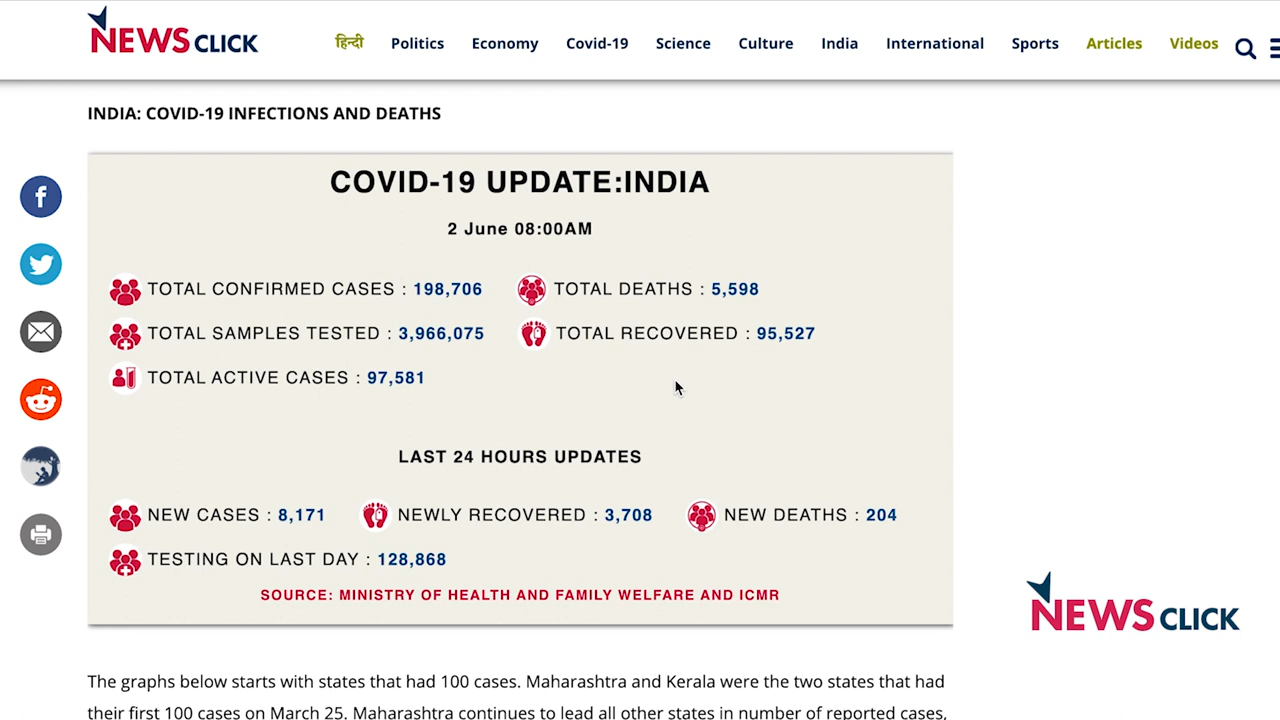 NEWS CLICK
हिन्दी Politics Economy Covid-19 Science Culture India International Sports Articles Videos
INDIA: COVID-19 INFECTIONS AND DEATHS
COVID-19 UPDATE:INDIA
2 June 08:00AM
TOTAL CONFIRMED CASES : 198,706 TOTAL DEATHS : 5,598
TOTAL SAMPLES TESTED : 3,966,075 TOTAL RECOVERED : 95,527
TOTAL ACTIVE CASES : 97,581
LAST 24 HOURS UPDATES
NEW CASES : 8,171 NEWLY RECOVERED : 3,708 NEW DEATHS : 204
TESTING ON LAST DAY : 128,868
SOURCE: MINISTRY OF HEALTH AND FAMILY WELFARE AND ICMR
NEWS CLICK
The graphs below starts with states that had 100 cases. Maharashtra and Kerala were the two states that had
their first 100 cases on March 25. Maharashtra continues to lead all other states in number of reported cases,